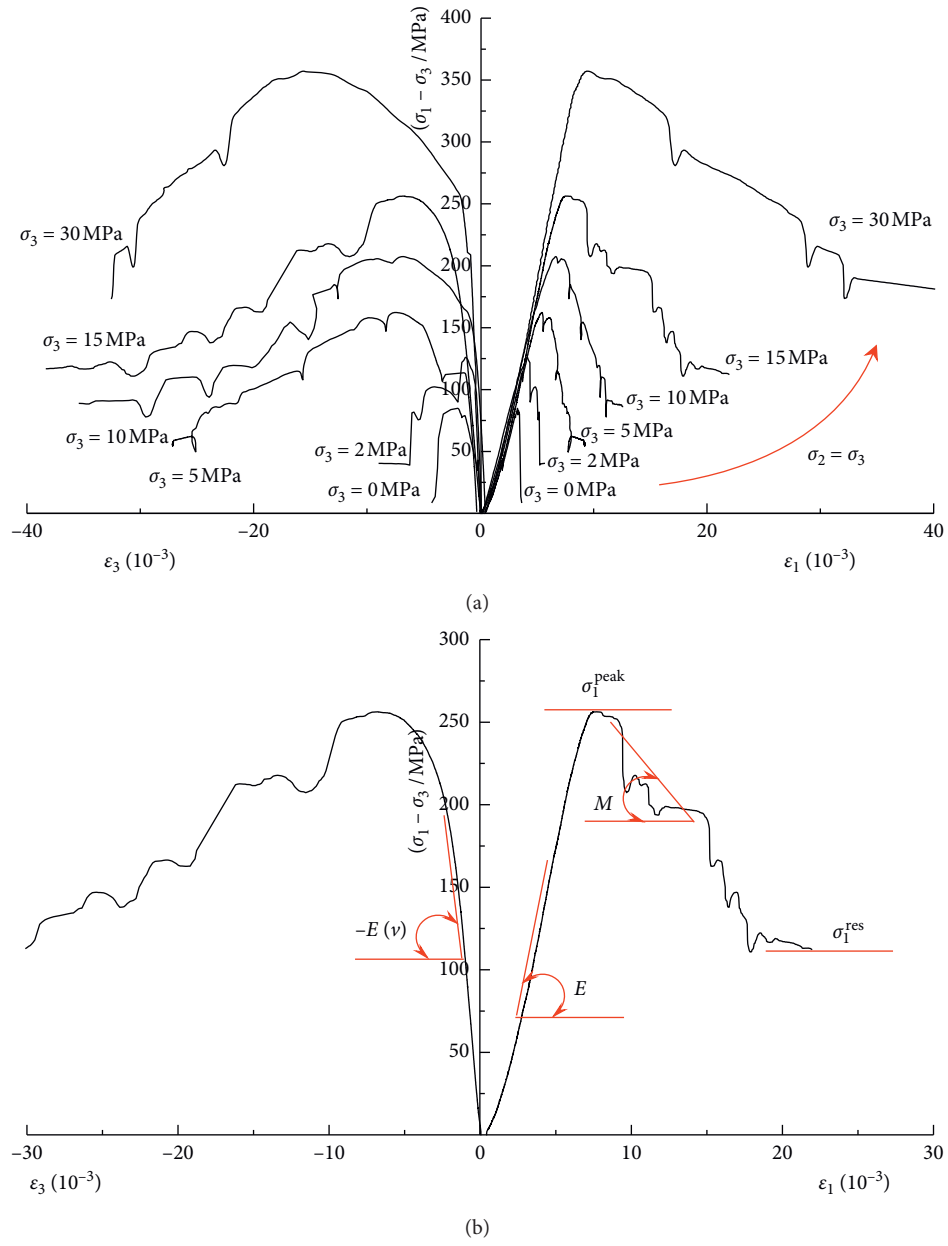 400
350
300
250
200
150
100
50
(σ₁ – σ₃ / MPa)
σ₃ = 30 MPa
σ₃ = 15 MPa
σ₃ = 10 MPa
σ₃ = 5 MPa
σ₃ = 2 MPa
σ₃ = 0 MPa
σ₃ = 30 MPa
σ₃ = 15 MPa
σ₃ = 10 MPa
σ₃ = 5 MPa
σ₃ = 2 MPa
σ₃ = 0 MPa
σ₂ = σ₃
–40 –20 0 20 40
ε₃ (10⁻³) ε₁ (10⁻³)
(a)
300
250
200
150
100
50
(σ₁ – σ₃ / MPa)
σ₁^peak
M
σ₁^res
–E (v)
E
–30 –20 –10 0 10 20 30
ε₃ (10⁻³) ε₁ (10⁻³)
(b)